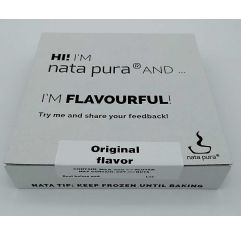 HI! I'M
nata pura® AND ...
I'M FLAVOURFUL!
Try me and share your feedback!
nata pura®
Original
flavor
NATA TIP: KEEP FROZEN UNTIL BAKING